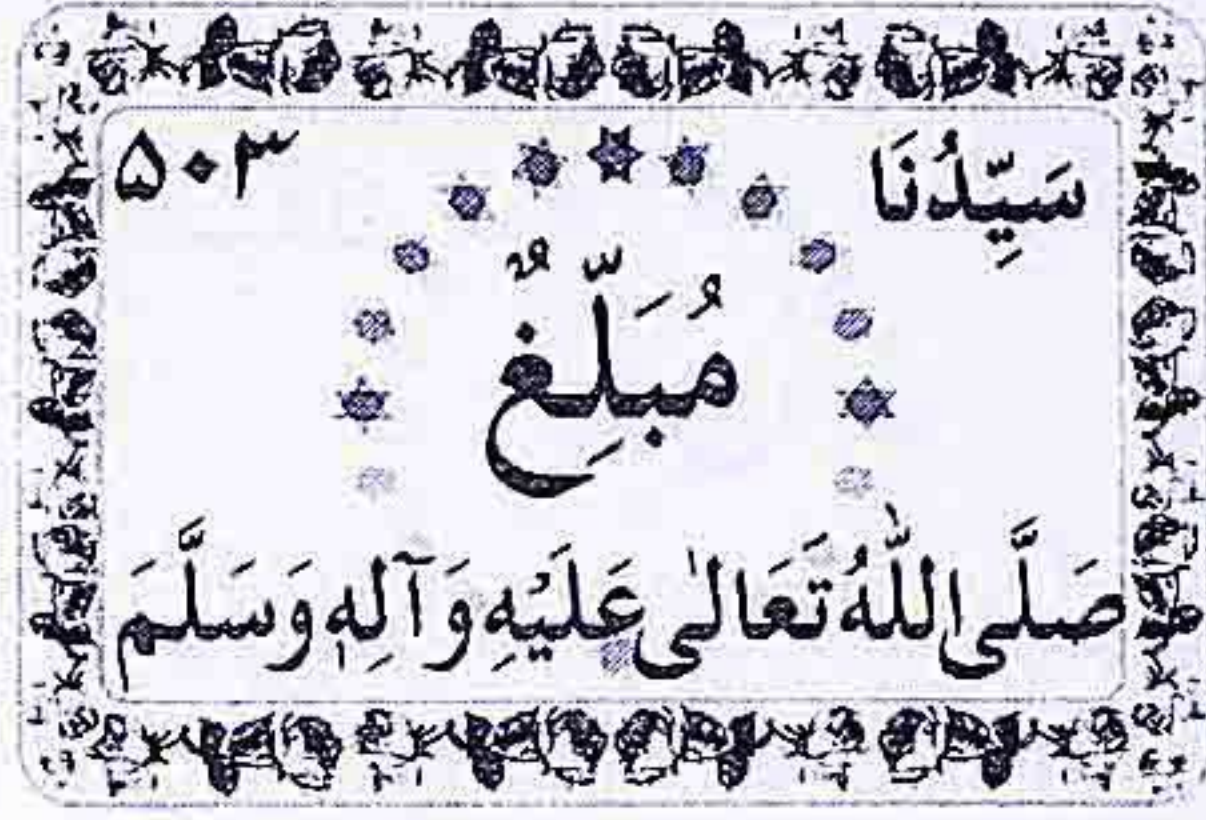 سَيِّدُنَا ۵۰۳
مُبَلِّغٌ
صَلَّى اللّٰهُ تَعَالٰى عَلَيْهِ وَآلِهٖ وَسَلَّمَ